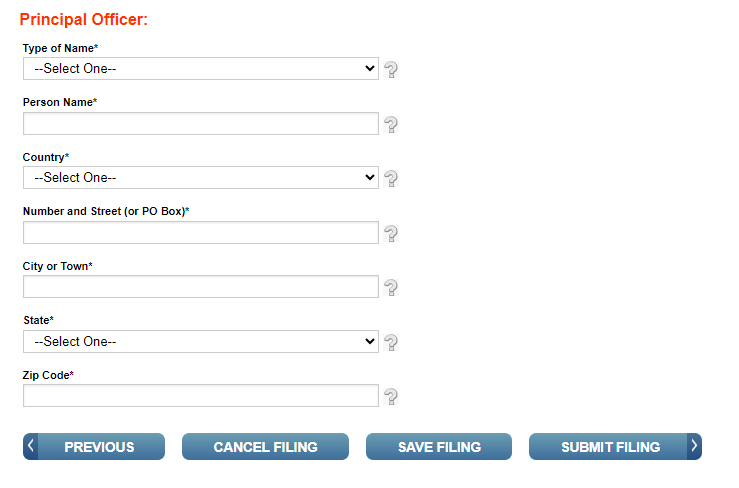 Principal Officer:
Type of Name*
--Select One--
?
Person Name*
?
Country*
--Select One--
?
Number and Street (or PO Box)*
?
City or Town*
?
State*
--Select One--
?
Zip Code*
?
PREVIOUS CANCEL FILING SAVE FILING SUBMIT FILING